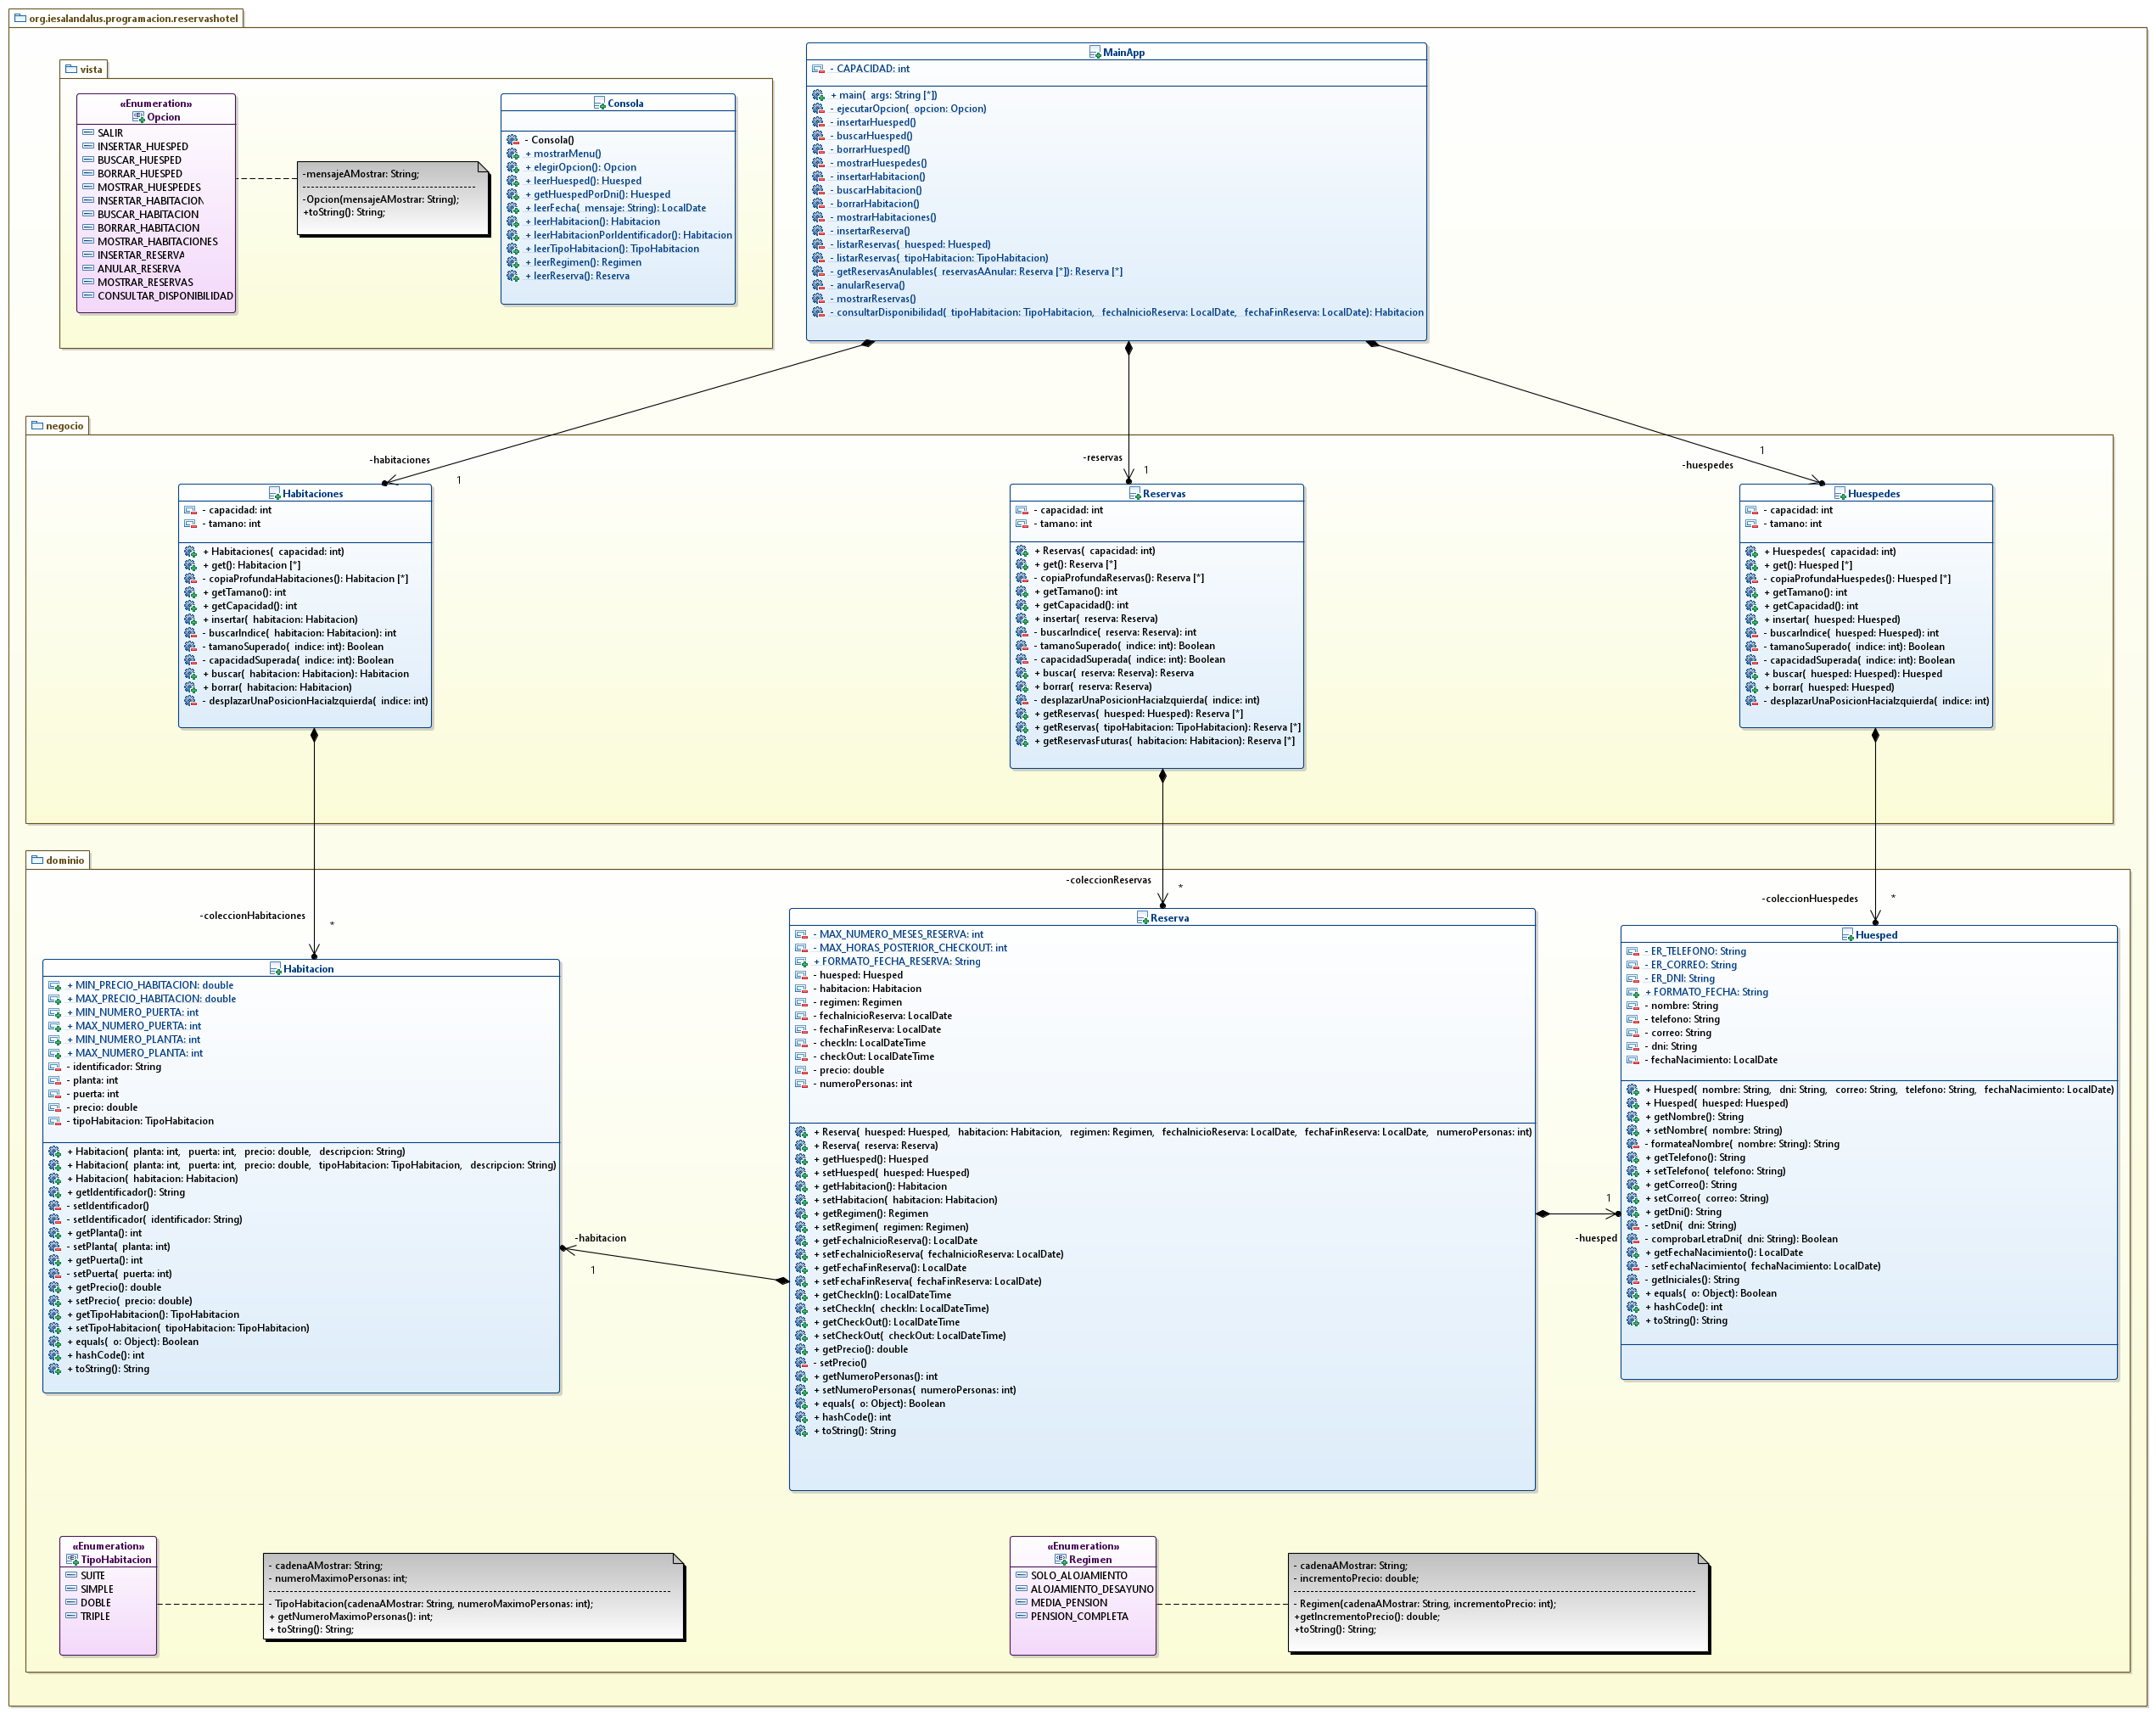 org.iesalandalus.programacion.reservashotel
vista
«Enumeration»
Opcion
SALIR
INSERTAR_HUESPED
BUSCAR_HUESPED
BORRAR_HUESPED
MOSTRAR_HUESPEDES
INSERTAR_HABITACION
BUSCAR_HABITACION
BORRAR_HABITACION
MOSTRAR_HABITACIONES
INSERTAR_RESERVA
ANULAR_RESERVA
MOSTRAR_RESERVAS
CONSULTAR_DISPONIBILIDAD
-mensajeAMostrar: String;
-Opcion(mensajeAMostrar: String);
+toString(): String;
Consola
- Consola()
+ mostrarMenu()
+ elegirOpcion(): Opcion
+ leerHuesped(): Huesped
+ getHuespedPorDni(): Huesped
+ leerFecha( mensaje: String): LocalDate
+ leerHabitacion(): Habitacion
+ leerHabitacionPorIdentificador(): Habitacion
+ leerTipoHabitacion(): TipoHabitacion
+ leerRegimen(): Regimen
+ leerReserva(): Reserva
MainApp
- CAPACIDAD: int
+ main( args: String [*])
- ejecutarOpcion( opcion: Opcion)
- insertarHuesped()
- buscarHuesped()
- borrarHuesped()
- mostrarHuespedes()
- insertarHabitacion()
- buscarHabitacion()
- borrarHabitacion()
- mostrarHabitaciones()
- insertarReserva()
- listarReservas( huesped: Huesped)
- listarReservas( tipoHabitacion: TipoHabitacion)
- getReservasAnulables( reservasAAnular: Reserva [*]): Reserva [*]
- anularReserva()
- mostrarReservas()
- consultarDisponibilidad( tipoHabitacion: TipoHabitacion, fechaInicioReserva: LocalDate, fechaFinReserva: LocalDate): Habitacion
negocio
-habitaciones
1
-reservas
1
-huespedes
1
Habitaciones
- capacidad: int
- tamano: int
+ Habitaciones( capacidad: int)
+ get(): Habitacion [*]
- copiaProfundaHabitaciones(): Habitacion [*]
+ getTamano(): int
+ getCapacidad(): int
+ insertar( habitacion: Habitacion)
- buscarIndice( habitacion: Habitacion): int
- tamanoSuperado( indice: int): Boolean
- capacidadSuperada( indice: int): Boolean
+ buscar( habitacion: Habitacion): Habitacion
+ borrar( habitacion: Habitacion)
- desplazarUnaPosicionHaciaIzquierda( indice: int)
Reservas
- capacidad: int
- tamano: int
+ Reservas( capacidad: int)
+ get(): Reserva [*]
- copiaProfundaReservas(): Reserva [*]
+ getTamano(): int
+ getCapacidad(): int
+ insertar( reserva: Reserva)
- buscarIndice( reserva: Reserva): int
- tamanoSuperado( indice: int): Boolean
- capacidadSuperada( indice: int): Boolean
+ buscar( reserva: Reserva): Reserva
+ borrar( reserva: Reserva)
- desplazarUnaPosicionHaciaIzquierda( indice: int)
+ getReservas( huesped: Huesped): Reserva [*]
+ getReservas( tipoHabitacion: TipoHabitacion): Reserva [*]
+ getReservasFuturas( habitacion: Habitacion): Reserva [*]
Huespedes
- capacidad: int
- tamano: int
+ Huespedes( capacidad: int)
+ get(): Huesped [*]
- copiaProfundaHuespedes(): Huesped [*]
+ getTamano(): int
+ getCapacidad(): int
+ insertar( huesped: Huesped)
- buscarIndice( huesped: Huesped): int
- tamanoSuperado( indice: int): Boolean
- capacidadSuperada( indice: int): Boolean
+ buscar( huesped: Huesped): Huesped
+ borrar( huesped: Huesped)
- desplazarUnaPosicionHaciaIzquierda( indice: int)
dominio
-coleccionHabitaciones
*
-coleccionReservas
*
-coleccionHuespedes
*
Habitacion
+ MIN_PRECIO_HABITACION: double
+ MAX_PRECIO_HABITACION: double
+ MIN_NUMERO_PUERTA: int
+ MAX_NUMERO_PUERTA: int
+ MIN_NUMERO_PLANTA: int
+ MAX_NUMERO_PLANTA: int
- identificador: String
- planta: int
- puerta: int
- precio: double
- tipoHabitacion: TipoHabitacion
+ Habitacion( planta: int, puerta: int, precio: double, descripcion: String)
+ Habitacion( planta: int, puerta: int, precio: double, tipoHabitacion: TipoHabitacion, descripcion: String)
+ Habitacion( habitacion: Habitacion)
+ getIdentificador(): String
- setIdentificador()
- setIdentificador( identificador: String)
+ getPlanta(): int
- setPlanta( planta: int)
+ getPuerta(): int
- setPuerta( puerta: int)
+ getPrecio(): double
+ setPrecio( precio: double)
+ getTipoHabitacion(): TipoHabitacion
+ setTipoHabitacion( tipoHabitacion: TipoHabitacion)
+ equals( o: Object): Boolean
+ hashCode(): int
+ toString(): String
-habitacion
1
Reserva
- MAX_NUMERO_MESES_RESERVA: int
- MAX_HORAS_POSTERIOR_CHECKOUT: int
+ FORMATO_FECHA_RESERVA: String
- huesped: Huesped
- habitacion: Habitacion
- regimen: Regimen
- fechaInicioReserva: LocalDate
- fechaFinReserva: LocalDate
- checkIn: LocalDateTime
- checkOut: LocalDateTime
- precio: double
- numeroPersonas: int
+ Reserva( huesped: Huesped, habitacion: Habitacion, regimen: Regimen, fechaInicioReserva: LocalDate, fechaFinReserva: LocalDate, numeroPersonas: int)
+ Reserva( reserva: Reserva)
+ getHuesped(): Huesped
+ setHuesped( huesped: Huesped)
+ getHabitacion(): Habitacion
+ setHabitacion( habitacion: Habitacion)
+ getRegimen(): Regimen
+ setRegimen( regimen: Regimen)
+ getFechaInicioReserva(): LocalDate
+ setFechaInicioReserva( fechaInicioReserva: LocalDate)
+ getFechaFinReserva(): LocalDate
+ setFechaFinReserva( fechaFinReserva: LocalDate)
+ getCheckIn(): LocalDateTime
+ setCheckIn( checkIn: LocalDateTime)
+ getCheckOut(): LocalDateTime
+ setCheckOut( checkOut: LocalDateTime)
+ getPrecio(): double
- setPrecio()
+ getNumeroPersonas(): int
+ setNumeroPersonas( numeroPersonas: int)
+ equals( o: Object): Boolean
+ hashCode(): int
+ toString(): String
1
-huesped
Huesped
- ER_TELEFONO: String
- ER_CORREO: String
- ER_DNI: String
+ FORMATO_FECHA: String
- nombre: String
- telefono: String
- correo: String
- dni: String
- fechaNacimiento: LocalDate
+ Huesped( nombre: String, dni: String, correo: String, telefono: String, fechaNacimiento: LocalDate)
+ Huesped( huesped: Huesped)
+ getNombre(): String
+ setNombre( nombre: String)
- formateaNombre( nombre: String): String
+ getTelefono(): String
+ setTelefono( telefono: String)
+ getCorreo(): String
+ setCorreo( correo: String)
+ getDni(): String
- setDni( dni: String)
- comprobarLetraDni( dni: String): Boolean
+ getFechaNacimiento(): LocalDate
- setFechaNacimiento( fechaNacimiento: LocalDate)
- getIniciales(): String
+ equals( o: Object): Boolean
+ hashCode(): int
+ toString(): String
«Enumeration»
TipoHabitacion
SUITE
SIMPLE
DOBLE
TRIPLE
- cadenaAMostrar: String;
- numeroMaximoPersonas: int;
- TipoHabitacion(cadenaAMostrar: String, numeroMaximoPersonas: int);
+ getNumeroMaximoPersonas(): int;
+ toString(): String;
«Enumeration»
Regimen
SOLO_ALOJAMIENTO
ALOJAMIENTO_DESAYUNO
MEDIA_PENSION
PENSION_COMPLETA
- cadenaAMostrar: String;
- incrementoPrecio: double;
- Regimen(cadenaAMostrar: String, incrementoPrecio: int);
+getIncrementoPrecio(): double;
+toString(): String;